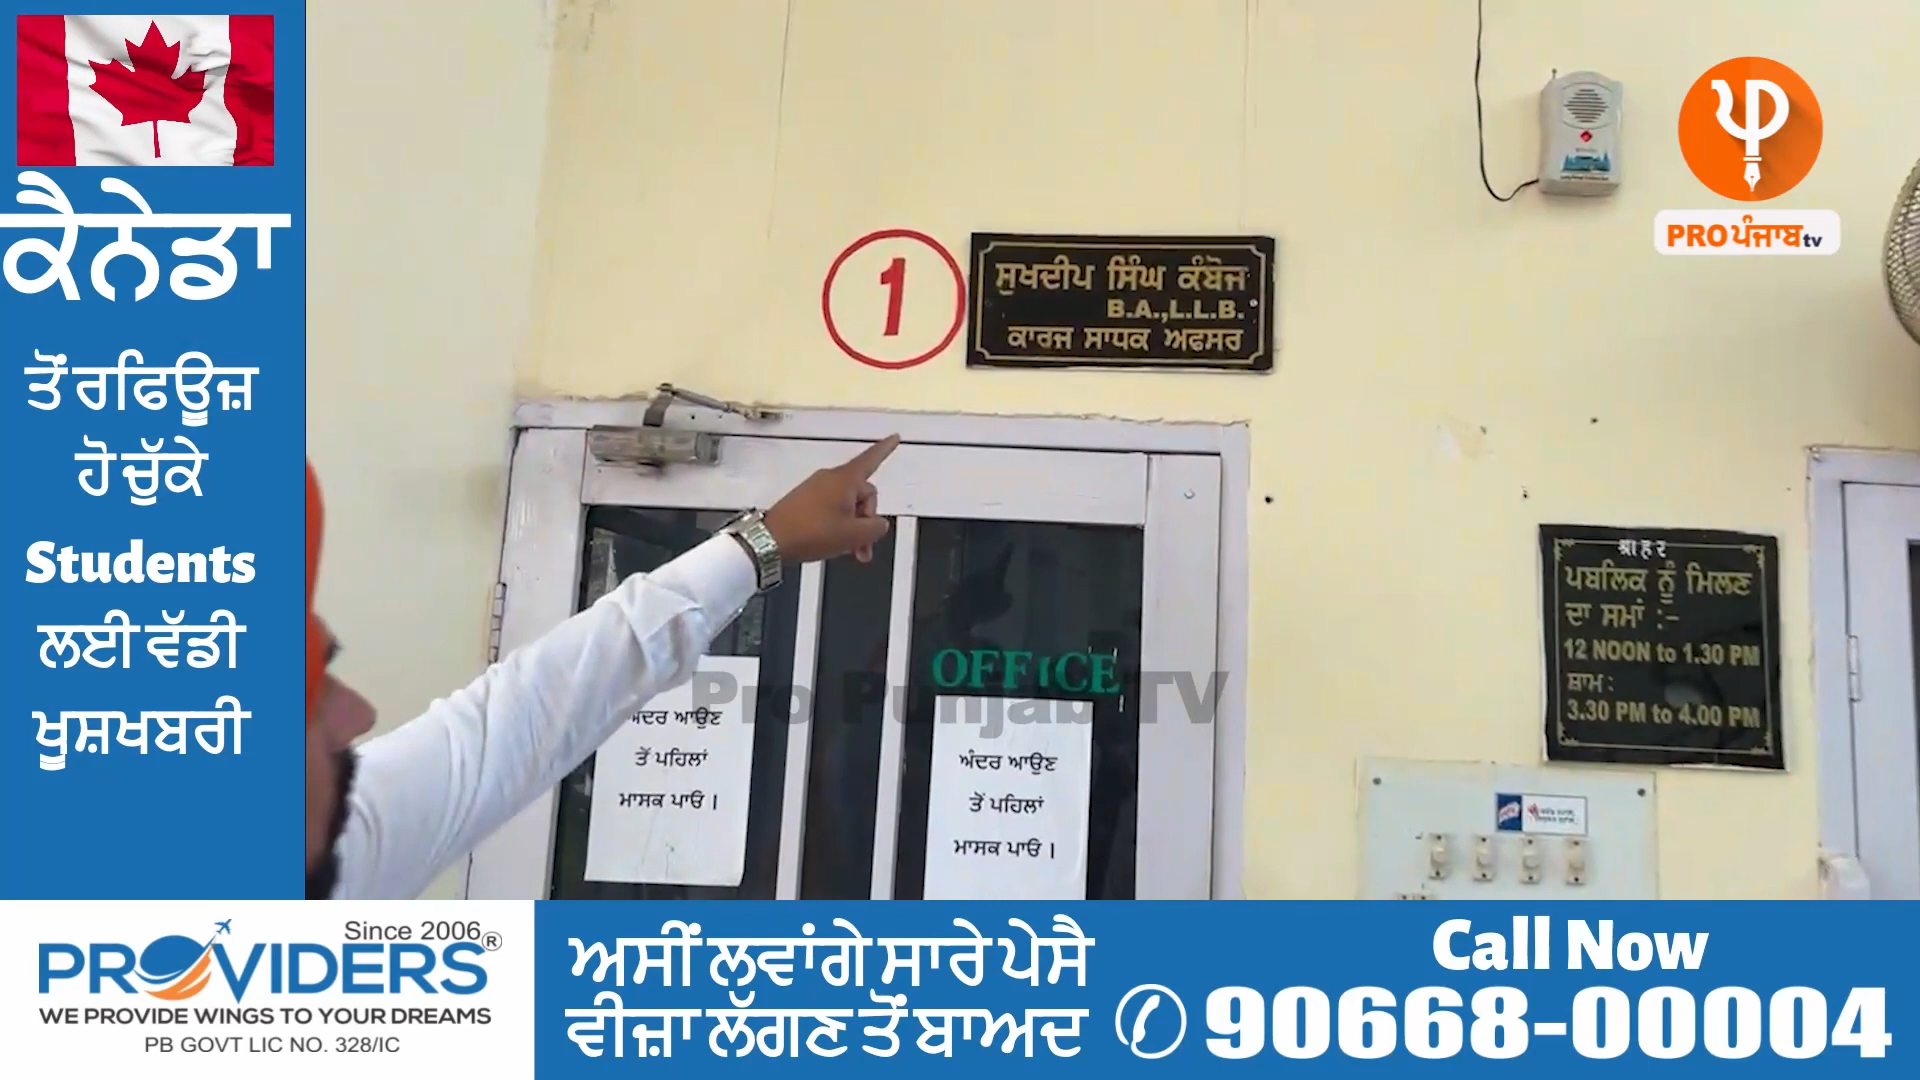 ਕੈਨੇਡਾ
ਤੋਂ ਰਫਿਊਜ਼
ਹੋ ਚੁੱਕੇ
Students
ਲਈ ਵੱਡੀ
ਖੂਸ਼ਖਬਰੀ
PRO ਪੰਜਾਬ tv
1
ਸੁਖਦੀਪ ਸਿੰਘ ਕੰਬੋਜ
B.A.,L.L.B.
ਕਾਰਜ ਸਾਧਕ ਅਫਸਰ
ਪਬਲਿਕ ਨੂੰ ਮਿਲਣ
ਦਾ ਸਮਾਂ :-
12 NOON to 1.30 PM
ਸ਼ਾਮ:
3.30 PM to 4.00 PM
OFFICE
Pro Punjab TV
ਅੰਦਰ ਆਉਣ
ਤੋਂ ਪਹਿਲਾਂ
ਮਾਸਕ ਪਾਓ ।
ਅੰਦਰ ਆਉਣ
ਤੋਂ ਪਹਿਲਾਂ
ਮਾਸਕ ਪਾਓ ।
Since 2006
PROVIDERS®
WE PROVIDE WINGS TO YOUR DREAMS
PB GOVT LIC NO. 328/IC
ਅਸੀਂ ਲਵਾਂਗੇ ਸਾਰੇ ਪੇਸੈ
ਵੀਜ਼ਾ ਲੱਗਣ ਤੋਂ ਬਾਅਦ
Call Now
90668-00004